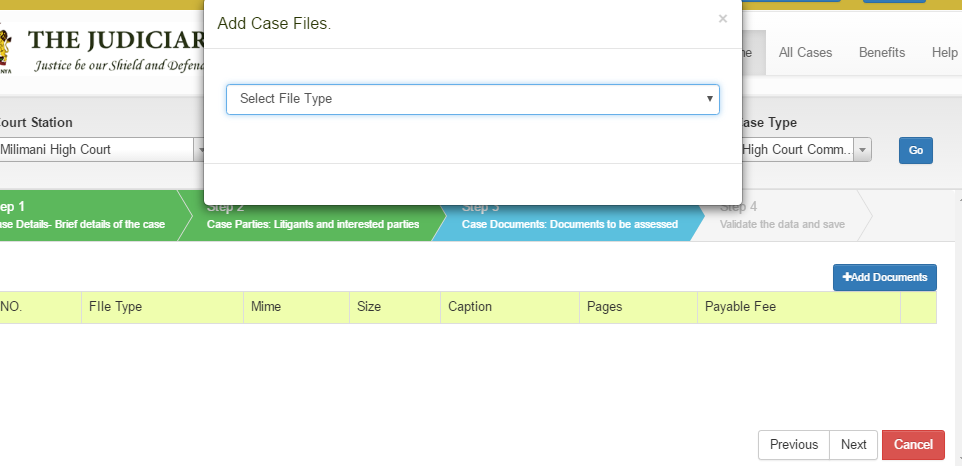 Add Case Files.
×
THE JUDICIAR
Justice be our Shield and Defend
NYA
All Cases
Benefits
Help
Select File Type
ourt Station
ase Type
Milimani High Court
High Court Comm..
Go
ep 1
Step 2
Step 3
Step 4
se Details- Brief details of the case
Case Parties: Litigants and interested parties
Case Documents: Documents to be assessed
Validate the data and save
+Add Documents
NO.
FIle Type
Mime
Size
Caption
Pages
Payable Fee
Previous
Next
Cancel